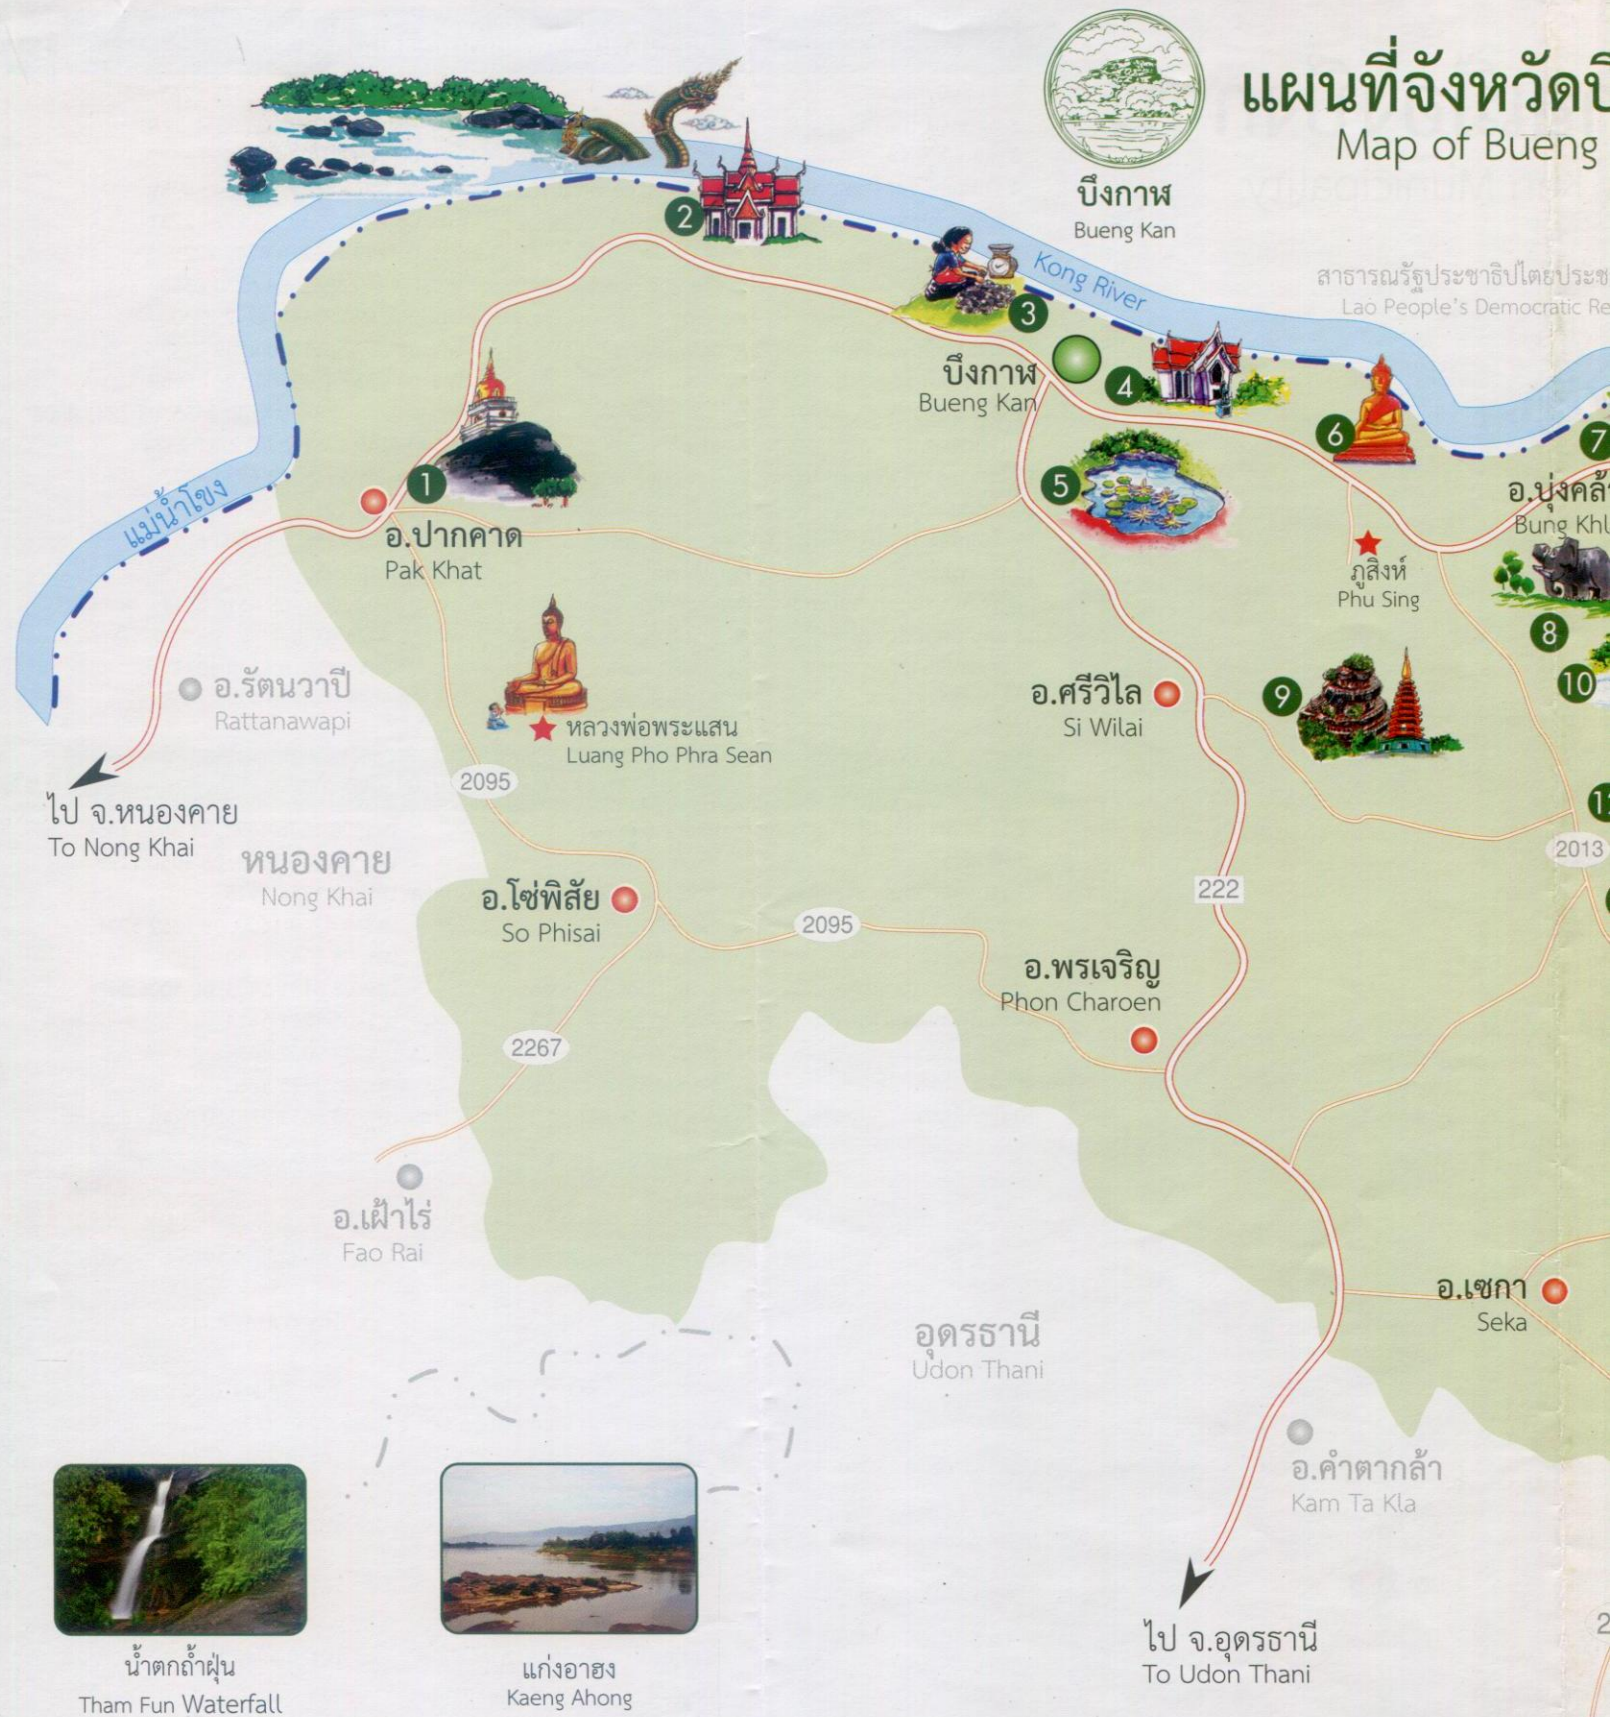 แผนที่จังหวัดบึ
Map of Bueng
บึงกาฬ
Bueng Kan
สาธารณรัฐประชาธิปไตยประช
Lao People's Democratic Re
2
Kong River
3
4
บึงกาฬ
Bueng Kan
6
7
1
5
อ.บุ่งคล้
Bung Khl
แม่น้ำโขง
อ.ปากคาด
Pak Khat
ภูสิงห์
Phu Sing
8
10
อ.รัตนวาปี
Rattanawapi
อ.ศรีวิไล
Si Wilai
9
หลวงพ่อพระแสน
Luang Pho Phra Sean
2095
ไป จ.หนองคาย
To Nong Khai
หนองคาย
Nong Khai
2013
222
อ.โซ่พิสัย
So Phisai
2095
อ.พรเจริญ
Phon Charoen
2267
อ.เฝ้าไร่
Fao Rai
อ.เซกา
Seka
อุดรธานี
Udon Thani
อ.คำตากล้า
Kam Ta Kla
ไป จ.อุดรธานี
To Udon Thani
น้ำตกถ้ำฝุ่น
Tham Fun Waterfall
แก่งอาฮง
Kaeng Ahong